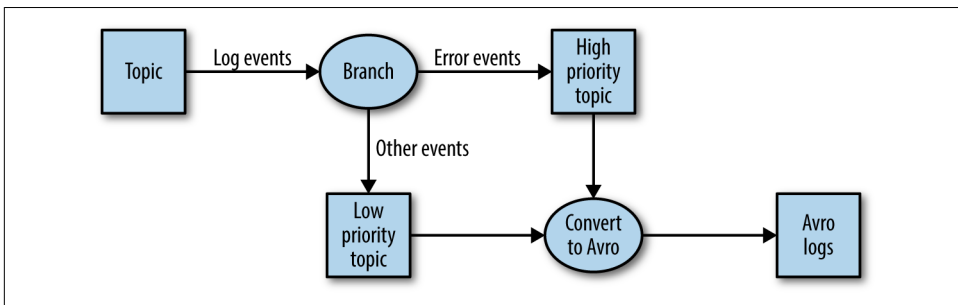 Topic
Log events
Branch
Error events
High
priority
topic
Other events
Low
priority
topic
Convert
to Avro
Avro
logs